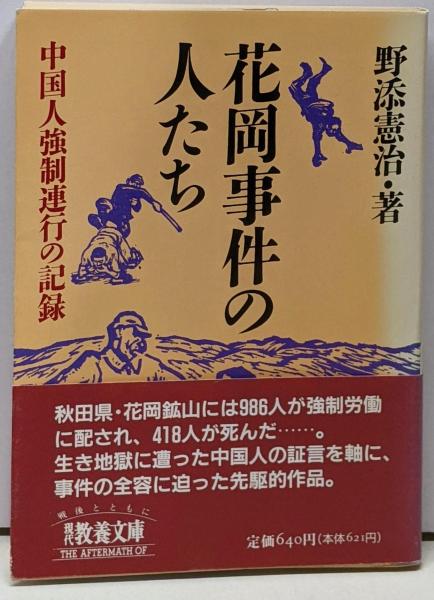 野添憲治・著
花岡事件の
人たち
中国人強制連行の記録
秋田県・花岡鉱山には986人が強制労働
に配され、418人が死んだ……。
生き地獄に遭った中国人の証言を軸に、
事件の全容に迫った先駆的作品。
戦後とともに
現代教養文庫
THE AFTERMATH OF
定価640円(本体621円)